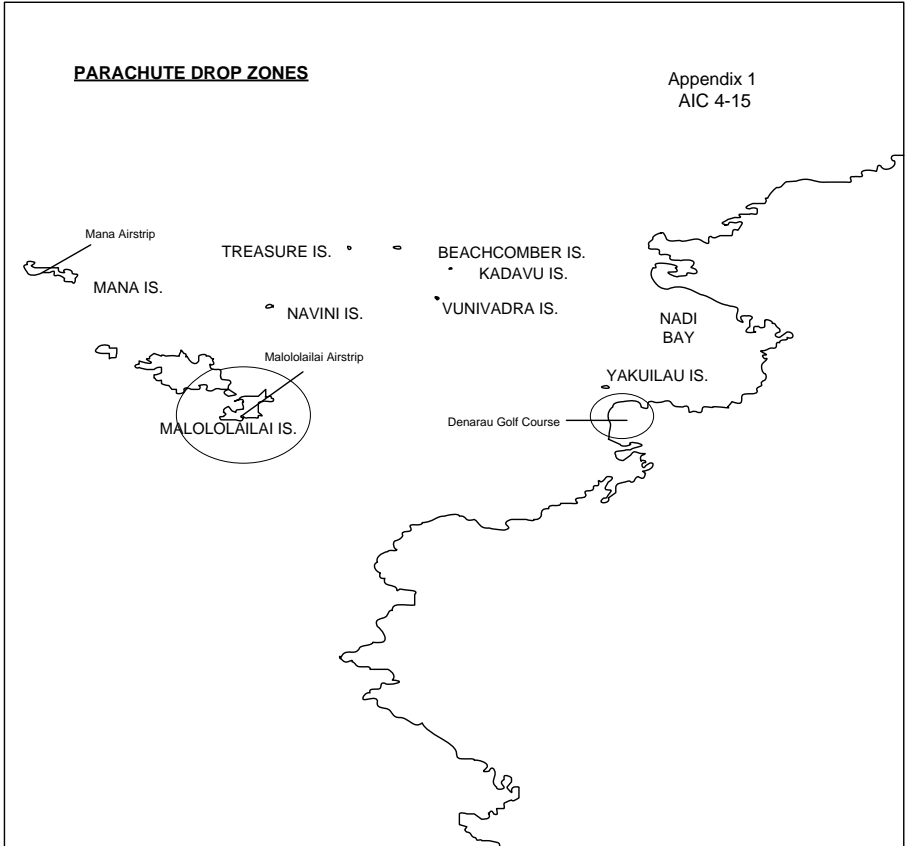 PARACHUTE DROP ZONES
Appendix 1
AIC 4-15
Mana Airstrip
TREASURE IS.
BEACHCOMBER IS.
KADAVU IS.
MANA IS.
NAVINI IS.
VUNIVADRA IS.
NADI
BAY
Malololailai Airstrip
YAKUILAU IS.
MALOLOLAILAI IS.
Denarau Golf Course